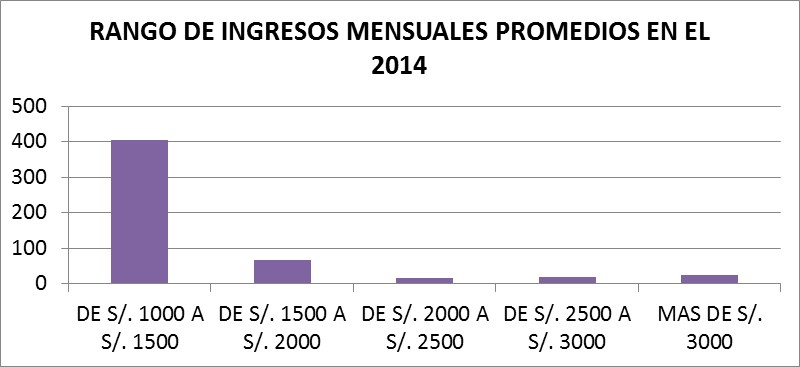 RANGO DE INGRESOS MENSUALES PROMEDIOS EN EL
2014
500
400
300
200
100
0
DE S/. 1000 A
S/. 1500
DE S/. 1500 A
S/. 2000
DE S/. 2000 A
S/. 2500
DE S/. 2500 A
S/. 3000
MAS DE S/.
3000